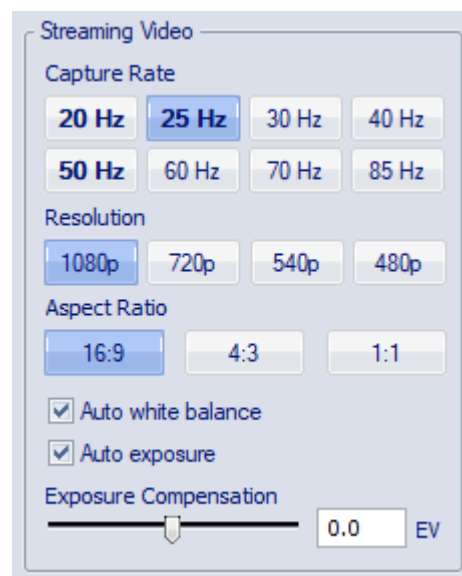 Streaming Video
Capture Rate
20 Hz 25 Hz 30 Hz 40 Hz
50 Hz 60 Hz 70 Hz 85 Hz
Resolution
1080p 720p 540p 480p
Aspect Ratio
16:9 4:3 1:1
Auto white balance
Auto exposure
Exposure Compensation
0.0 EV